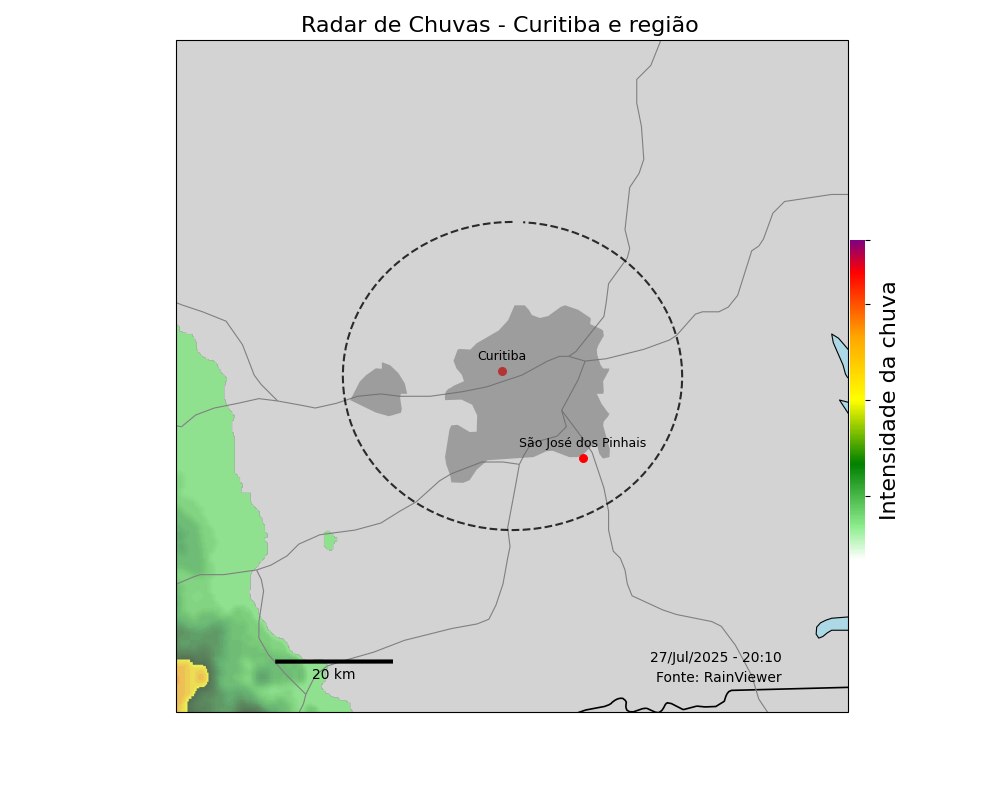 Radar de Chuvas - Curitiba e região
Curitiba
São José dos Pinhais
Intensidade da chuva
20 km
27/Jul/2025 - 20:10
Fonte: RainViewer